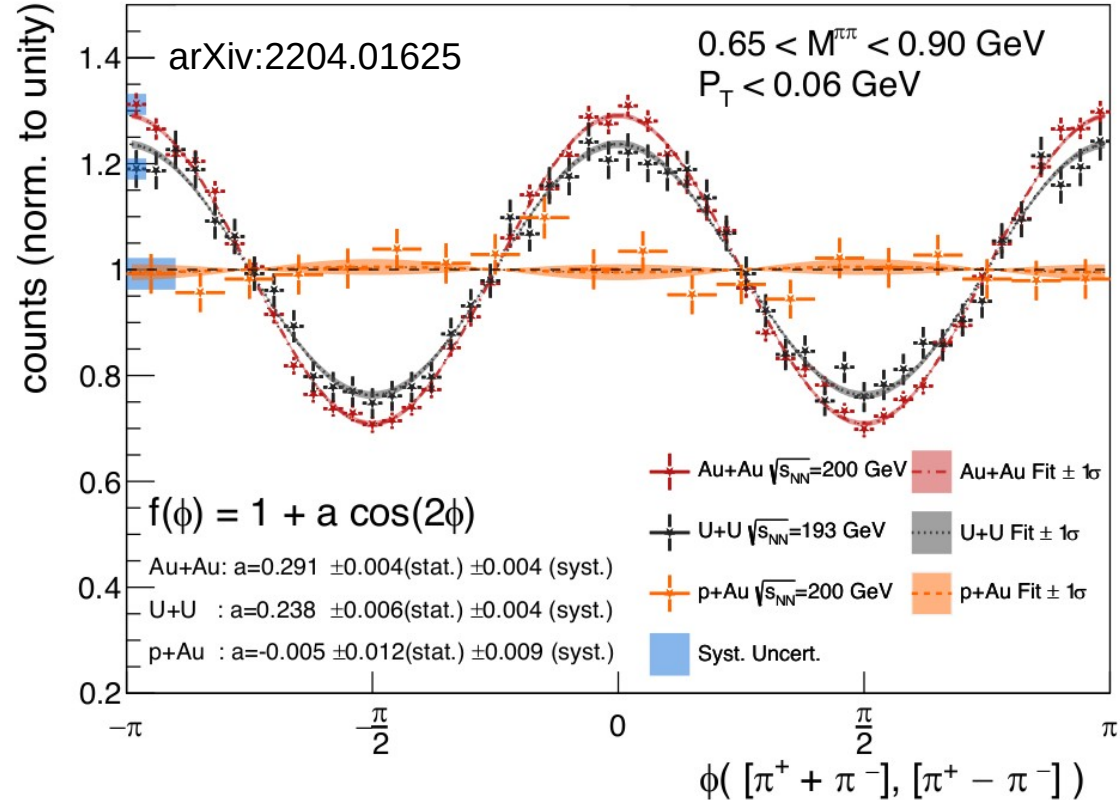 counts (norm. to unity)
arXiv:2204.01625
0.65 < M^ππ < 0.90 GeV
P_T < 0.06 GeV
1.4
1.2
1
0.8
0.6
0.4
0.2
Au+Au √s_NN=200 GeV
Au+Au Fit ± 1σ
U+U √s_NN=193 GeV
U+U Fit ± 1σ
p+Au √s_NN=200 GeV
p+Au Fit ± 1σ
Syst. Uncert.
f(ϕ) = 1 + a cos(2ϕ)
Au+Au: a=0.291 ±0.004(stat.) ±0.004 (syst.)
U+U : a=0.238 ±0.006(stat.) ±0.004 (syst.)
p+Au : a=-0.005 ±0.012(stat.) ±0.009 (syst.)
−π −π/2 0 π/2 π
ϕ( [π⁺ + π⁻], [π⁺ − π⁻] )